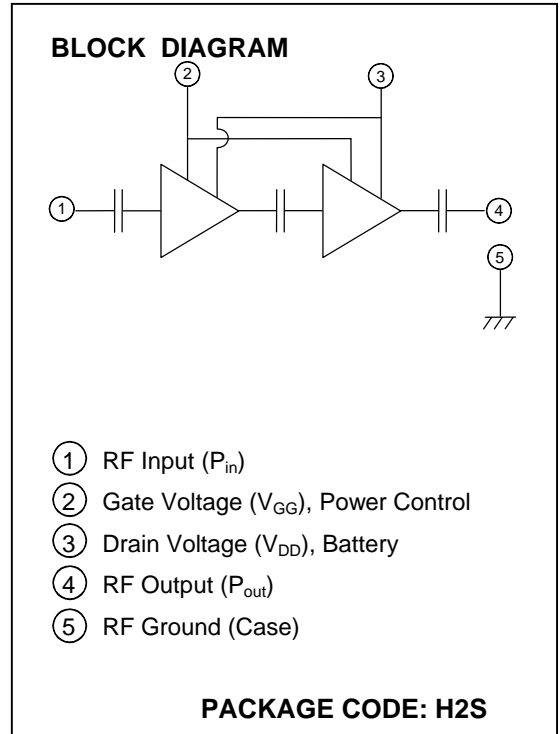 BLOCK DIAGRAM
2
3
1
4
5
1 RF Input (Pin)
2 Gate Voltage (VGG), Power Control
3 Drain Voltage (VDD), Battery
4 RF Output (Pout)
5 RF Ground (Case)
PACKAGE CODE: H2S